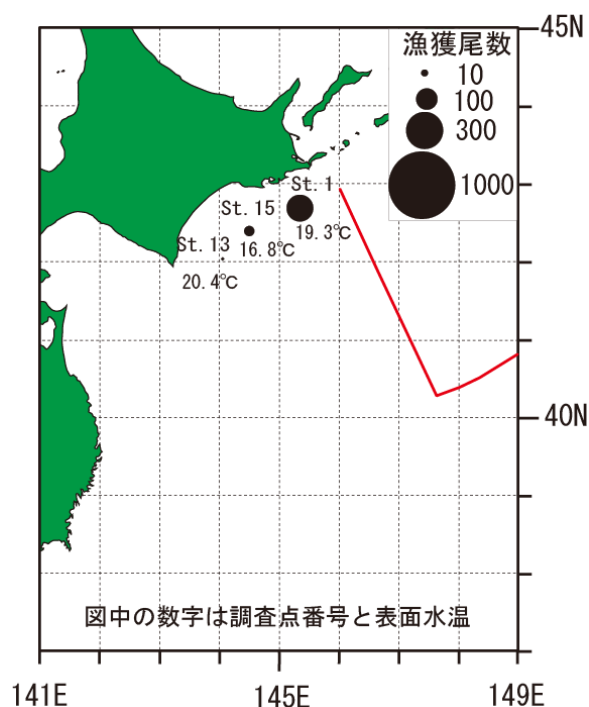 45N
漁獲尾数
10
100
300
1000
St. 1
St. 15
19.3℃
St. 13
16.8℃
20.4℃
40N
図中の数字は調査点番号と表面水温
141E
145E
149E